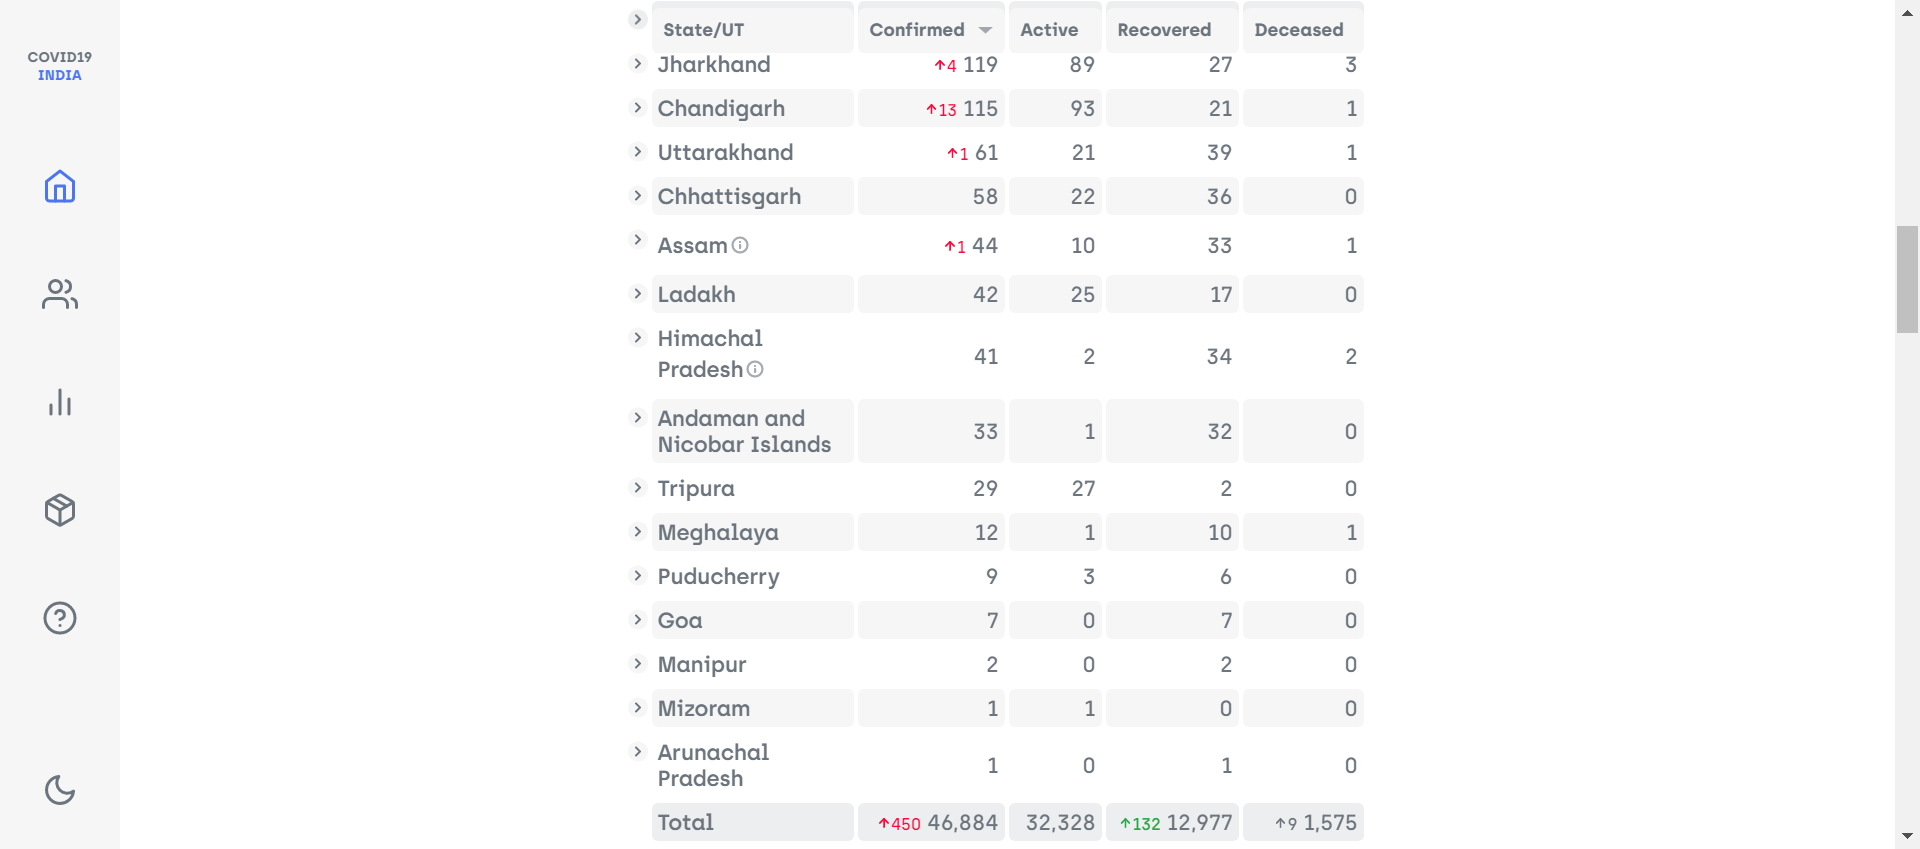 COVID19
INDIA
State/UT Confirmed Active Recovered Deceased
Jharkhand ↑4 119 89 27 3
Chandigarh ↑13 115 93 21 1
Uttarakhand ↑1 61 21 39 1
Chhattisgarh 58 22 36 0
Assam ↑1 44 10 33 1
Ladakh 42 25 17 0
Himachal
Pradesh 41 2 34 2
Andaman and
Nicobar Islands 33 1 32 0
Tripura 29 27 2 0
Meghalaya 12 1 10 1
Puducherry 9 3 6 0
Goa 7 0 7 0
Manipur 2 0 2 0
Mizoram 1 1 0 0
Arunachal
Pradesh 1 0 1 0
Total ↑450 46,884 32,328 ↑132 12,977 ↑9 1,575